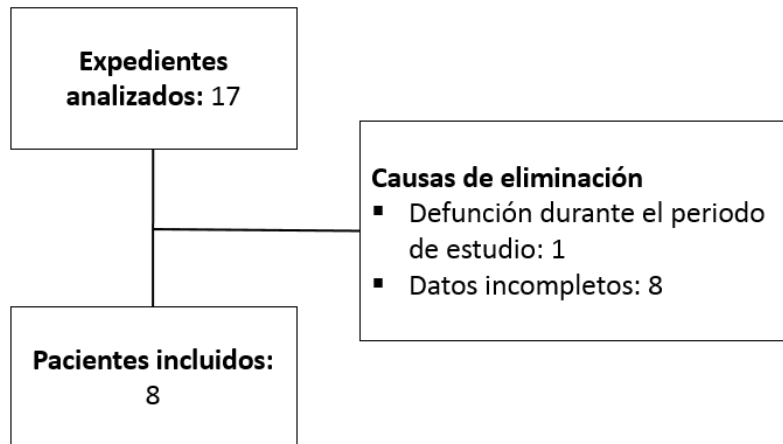 Expedientes
analizados: 17
Causas de eliminación
▪ Defunción durante el periodo
de estudio: 1
▪ Datos incompletos: 8
Pacientes incluidos:
8